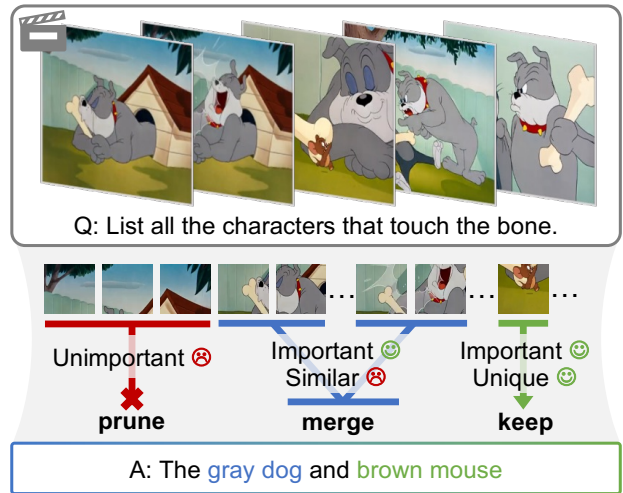 Q: List all the characters that touch the bone.
... ... ...
Unimportant ☹
Important ☺
Similar ☹
Important ☺
Unique ☺
prune
merge
keep
A: The gray dog and brown mouse